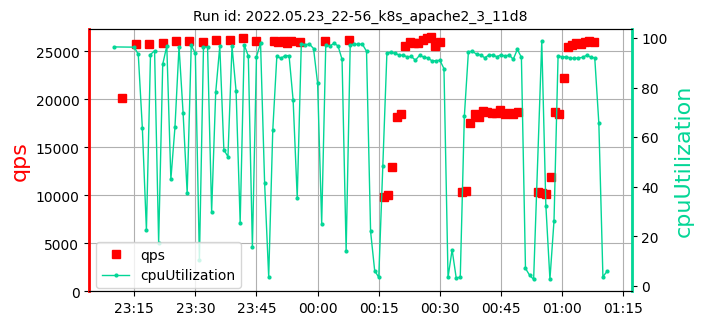 Run id: 2022.05.23_22-56_k8s_apache2_3_11d8
25000
20000
15000
10000
5000
0
qps
100
80
60
40
20
0
cpuUtilization
qps
cpuUtilization
23:15 23:30 23:45 00:00 00:15 00:30 00:45 01:00 01:15